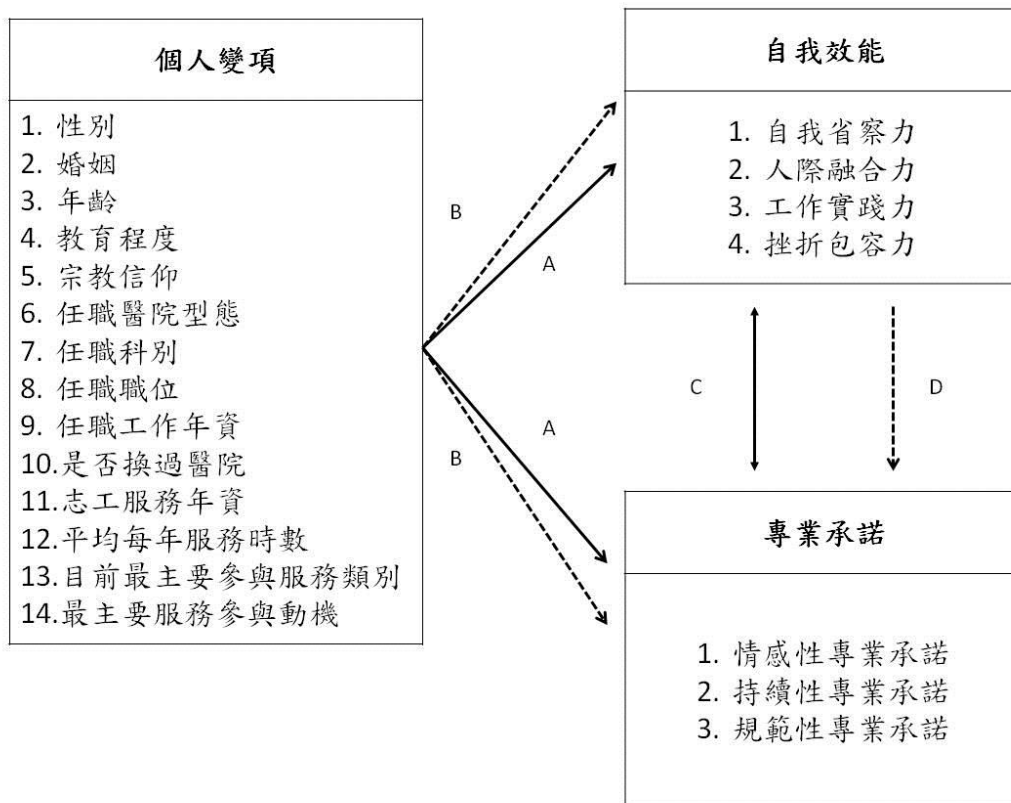 個人變項
1. 性別
2. 婚姻
3. 年齡
4. 教育程度
5. 宗教信仰
6. 任職醫院型態
7. 任職科別
8. 任職職位
9. 任職工作年資
10.是否換過醫院
11.志工服務年資
12.平均每年服務時數
13.目前最主要參與服務類別
14.最主要服務參與動機
B
A
A
B
自我效能
1. 自我省察力
2. 人際融合力
3. 工作實踐力
4. 挫折包容力
C
D
專業承諾
1. 情感性專業承諾
2. 持續性專業承諾
3. 規範性專業承諾